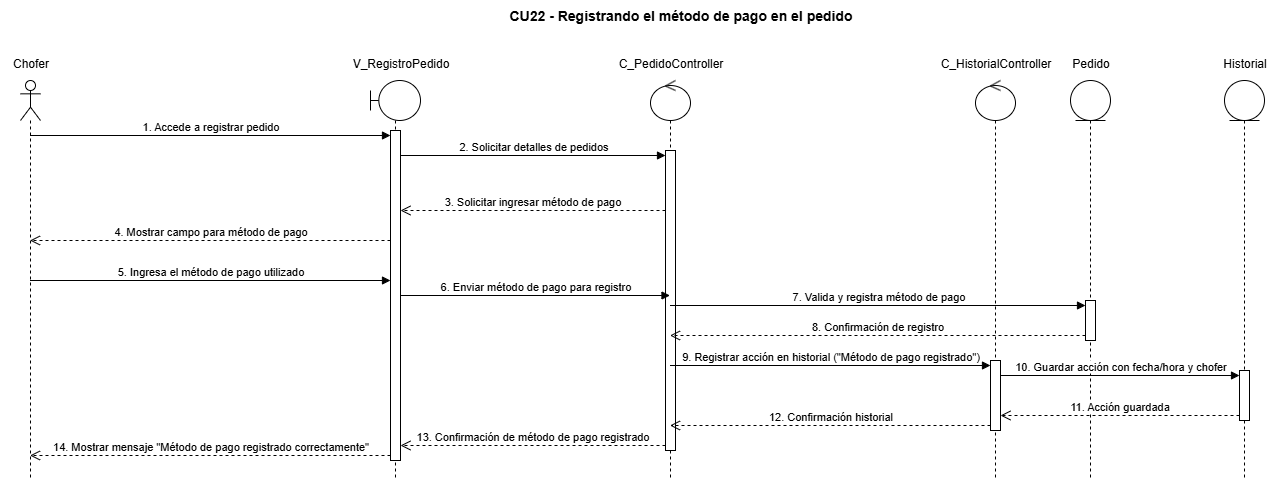 CU22 - Registrando el método de pago en el pedido
Chofer
V_RegistroPedido
C_PedidoController
C_HistorialController
Pedido
Historial
1. Accede a registrar pedido
2. Solicitar detalles de pedidos
3. Solicitar ingresar método de pago
4. Mostrar campo para método de pago
5. Ingresa el método de pago utilizado
6. Enviar método de pago para registro
7. Valida y registra método de pago
8. Confirmación de registro
9. Registrar acción en historial ("Método de pago registrado")
10. Guardar acción con fecha/hora y chofer
11. Acción guardada
12. Confirmación historial
13. Confirmación de método de pago registrado
14. Mostrar mensaje "Método de pago registrado correctamente"